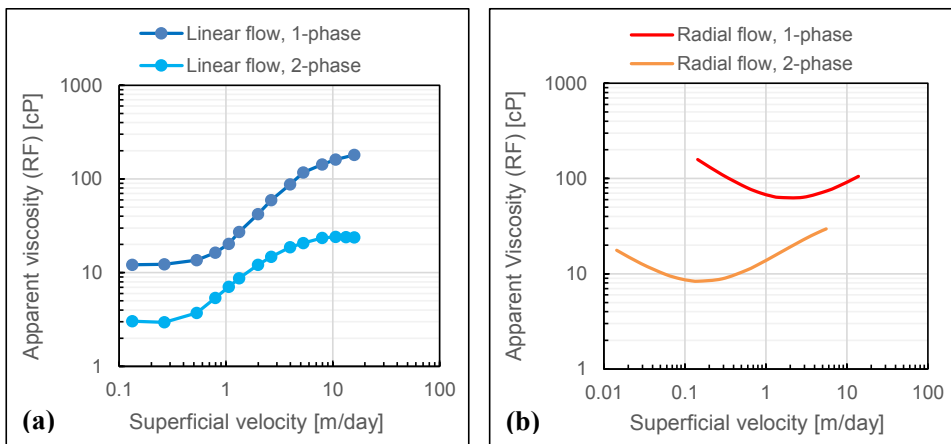 Linear flow, 1-phase
Linear flow, 2-phase
Apparent viscosity (RF) [cP]
1000
100
10
1
0.1 1 10 100
Superficial velocity [m/day]
(a)
Radial flow, 1-phase
Radial flow, 2-phase
Apparent Viscosity (RF) [cP]
1000
100
10
1
0.01 0.1 1 10 100
Superficial velocity [m/day]
(b)